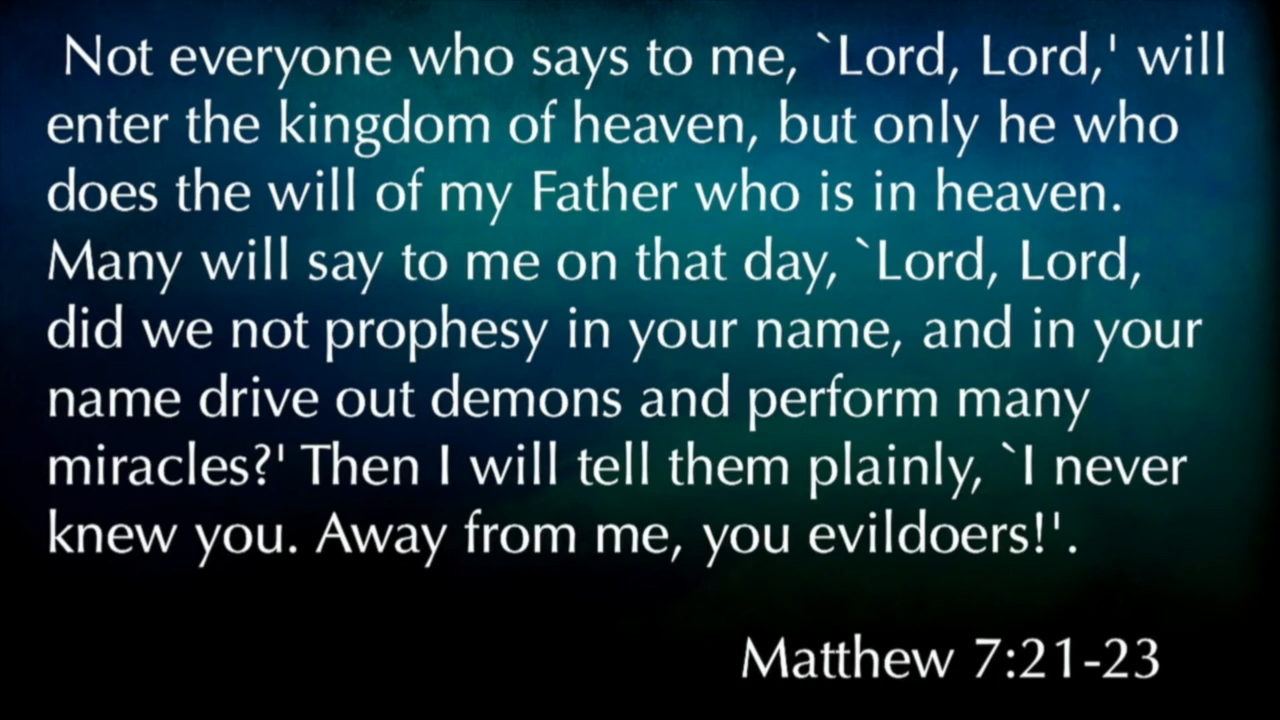 Not everyone who says to me, `Lord, Lord,' will
enter the kingdom of heaven, but only he who
does the will of my Father who is in heaven.
Many will say to me on that day, `Lord, Lord,
did we not prophesy in your name, and in your
name drive out demons and perform many
miracles?' Then I will tell them plainly, `I never
knew you. Away from me, you evildoers!'.
Matthew 7:21-23